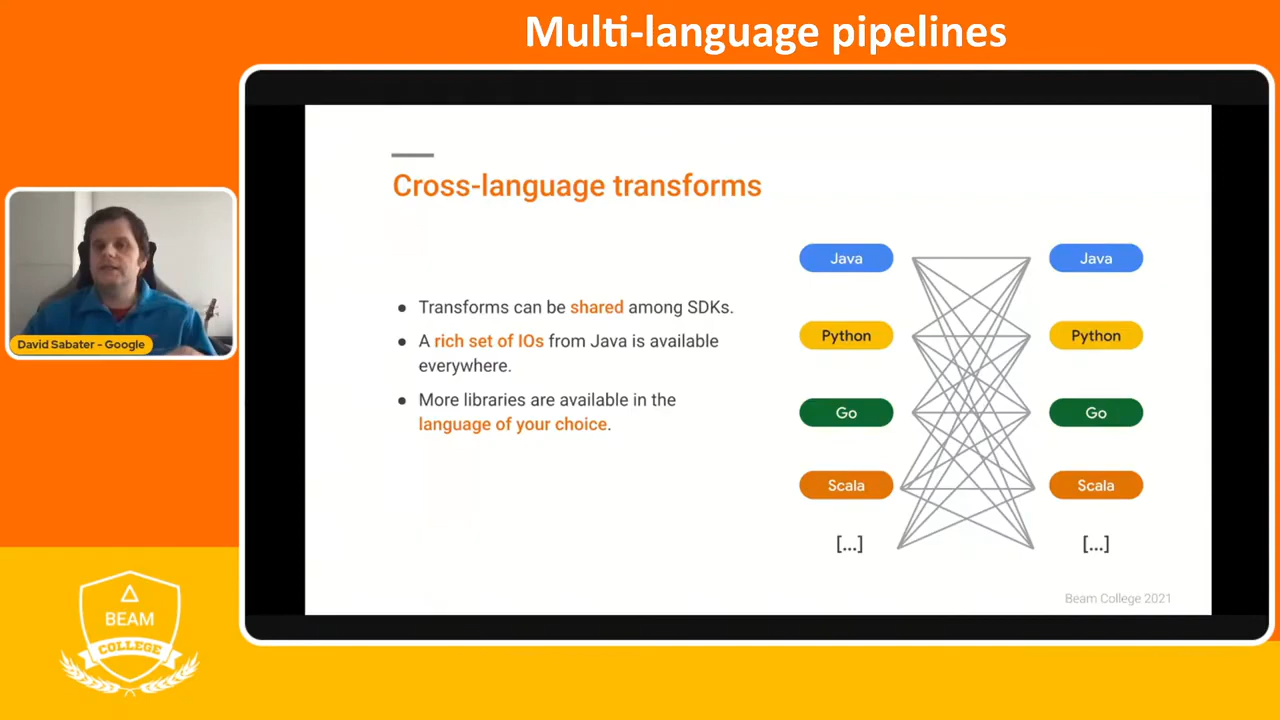 Multi-language pipelines
Cross-language transforms
● Transforms can be shared among SDKs.
● A rich set of IOs from Java is available
everywhere.
● More libraries are available in the
language of your choice.
Java
Java
Python
Python
Go
Go
Scala
Scala
[...]
[...]
Beam College 2021
David Sabater - Google
BEAM
COLLEGE